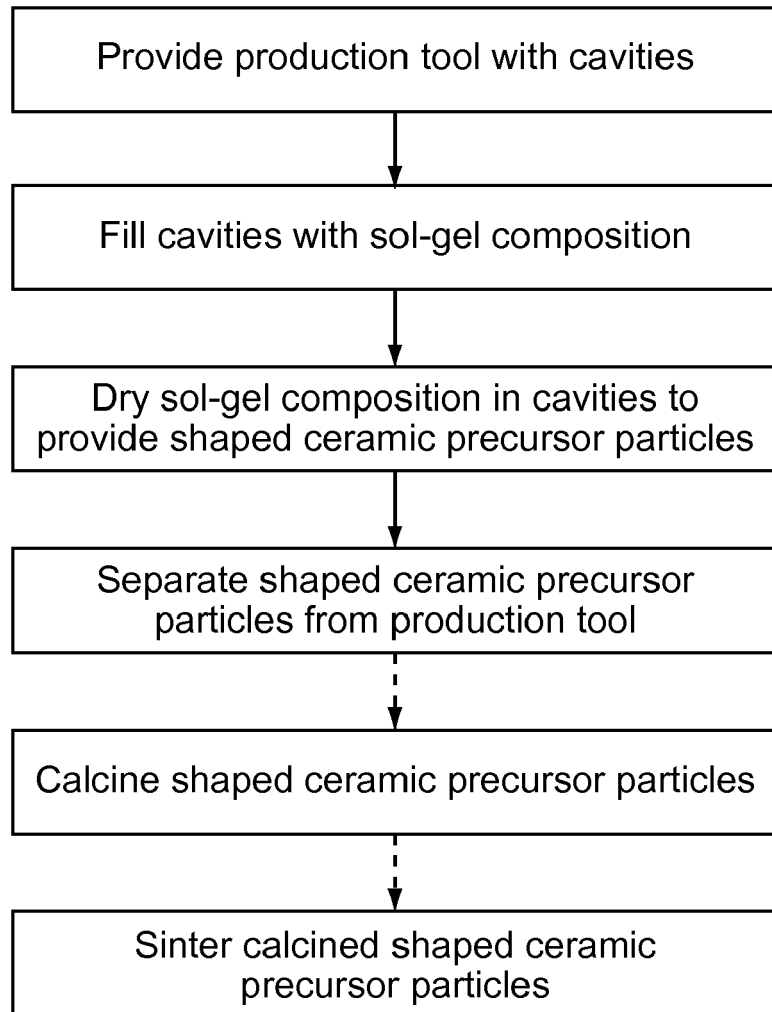 Provide production tool with cavities
Fill cavities with sol-gel composition
Dry sol-gel composition in cavities to
provide shaped ceramic precursor particles
Separate shaped ceramic precursor
particles from production tool
Calcine shaped ceramic precursor particles
Sinter calcined shaped ceramic
precursor particles